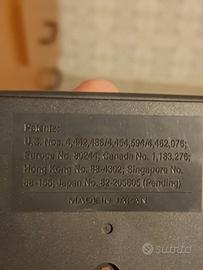 Patents:
U.S. Nos. 4,442,486/4,454,594/4,462,076;
Europe No. 80244; Canada No. 1,183,276;
Hong Kong No. 88-4302; Singapore No.
88-155; Japan No. 82-205605 (Pending)
MADE IN JAPAN
subito